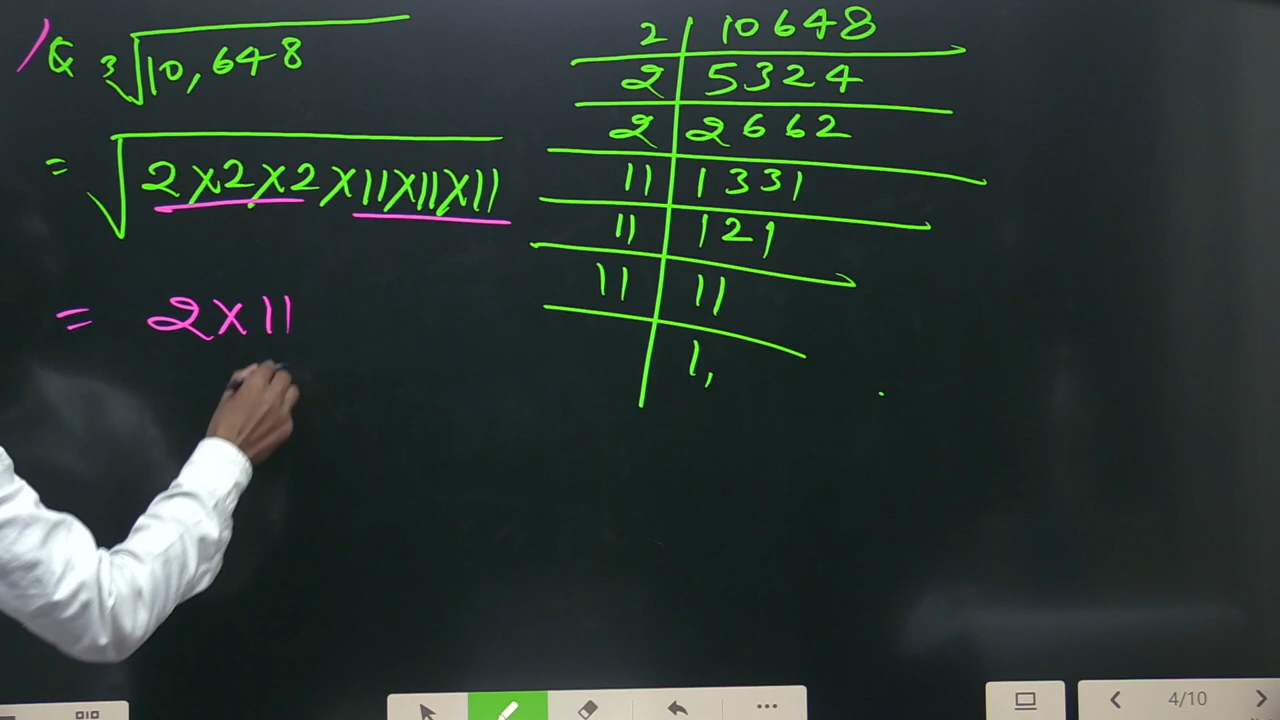 Q ∛10,648
= √2×2×2×11×11×11
= 2×11
2 | 10648
2 | 5324
2 | 2662
11 | 1331
11 | 121
11 | 11
1,
4/10